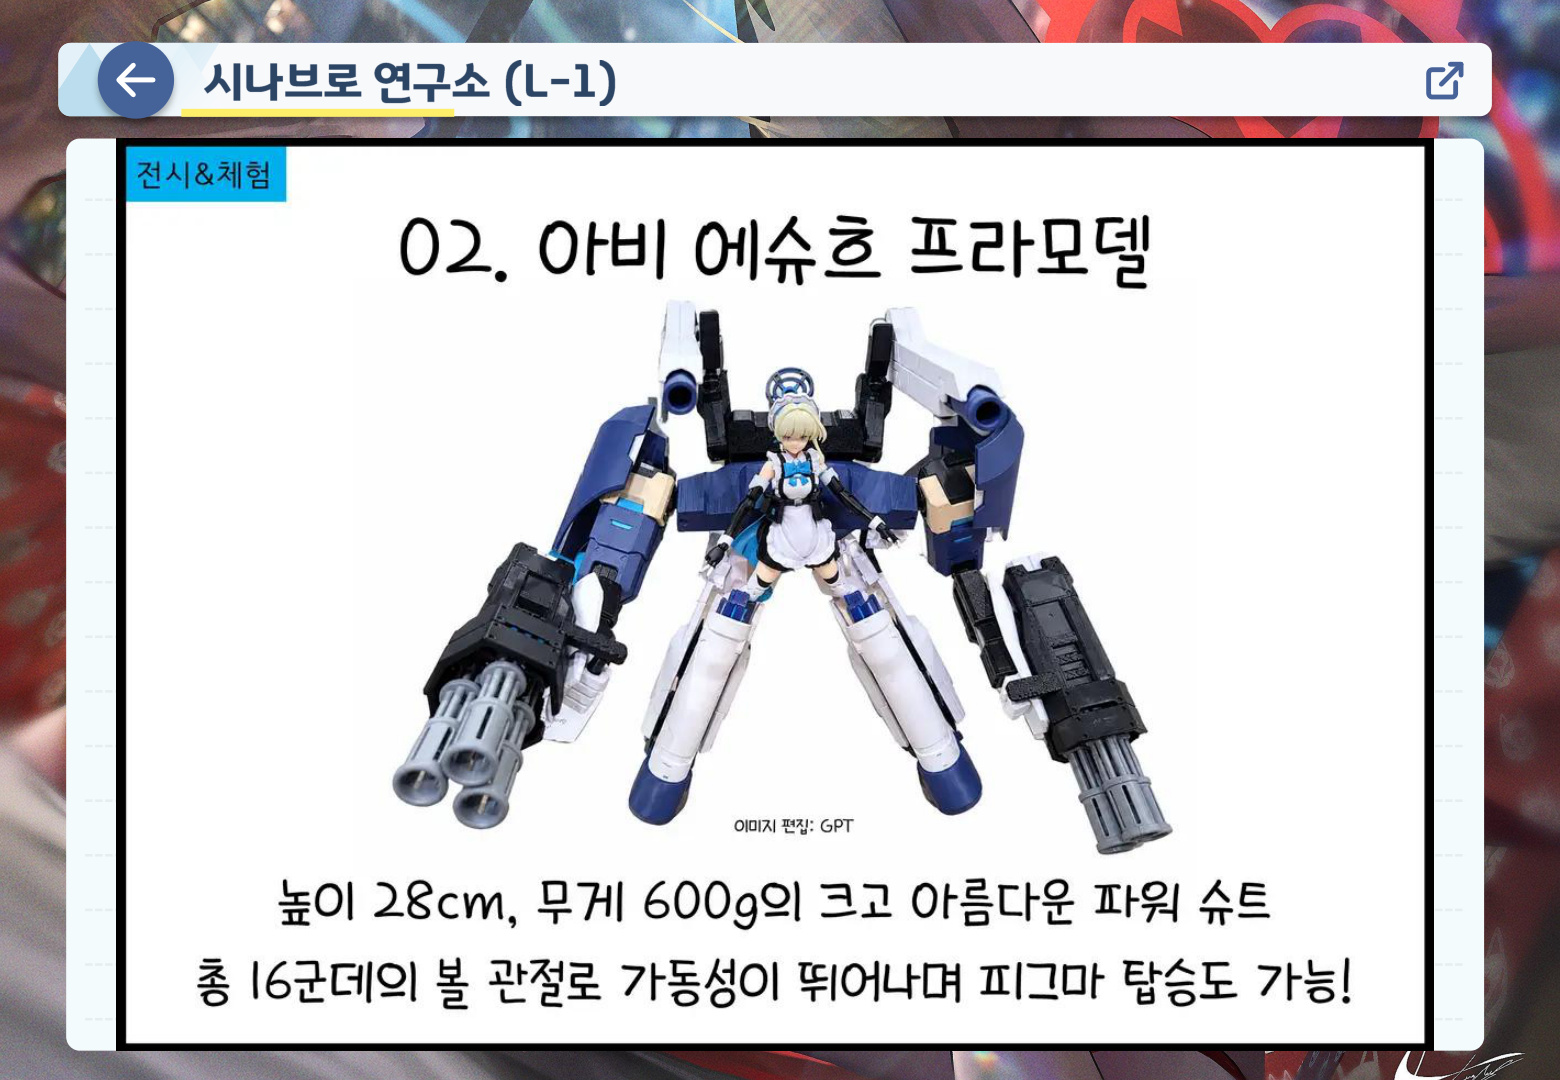 시나브로 연구소 (L-1)
전시&체험
02. 아비 에슈흐 프라모델
이미지 편집: GPT
높이 28cm, 무게 600g의 크고 아름다운 파워 슈트
총 16군데의 볼 관절로 가동성이 뛰어나며 피그마 탑승도 가능!